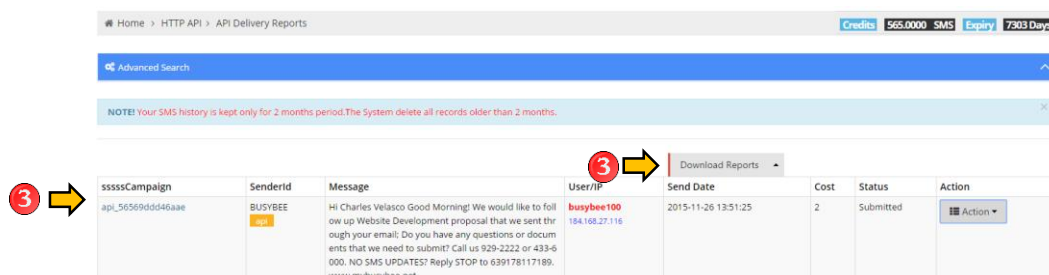 Home > HTTP API > API Delivery Reports
Credits 565.0000 SMS Expiry 7303 Days
Advanced Search
NOTE! Your SMS history is kept only for 2 months period.The System delete all records older than 2 months.
×
3
Download Reports
3
sssssCampaign SenderId Message User/IP Send Date Cost Status Action
api_56569ddd46aae BUSYBEE Hi Charles Velasco Good Morning! We would like to foll busybee100 2015-11-26 13:51:25 2 Submitted Action
api ow up Website Development proposal that we sent thr 184.168.27.116
ough your email; Do you have any questions or docum
ents that we need to submit? Call us 929-2222 or 433-6
000. NO SMS UPDATES? Reply STOP to 639178117189.
www.mybusybee.net